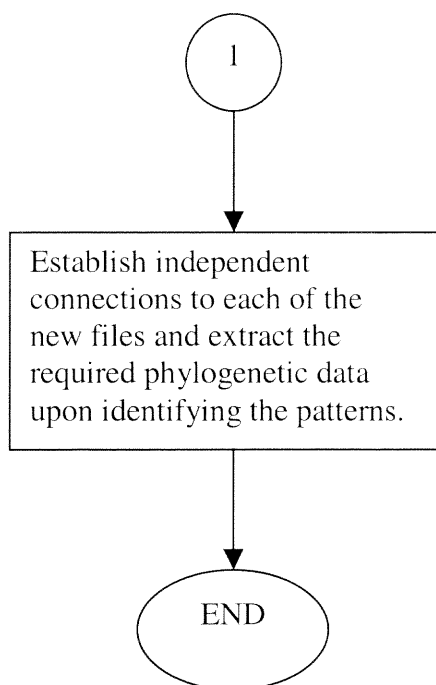 1
Establish independent
connections to each of the
new files and extract the
required phylogenetic data
upon identifying the patterns.
END